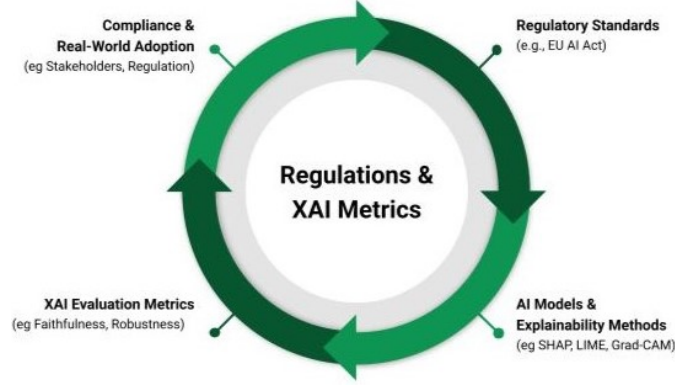 Compliance &
Real-World Adoption
(eg Stakeholders, Regulation)
Regulatory Standards
(e.g., EU AI Act)
Regulations &
XAI Metrics
XAI Evaluation Metrics
(eg Faithfulness, Robustness)
AI Models &
Explainability Methods
(eg SHAP, LIME, Grad-CAM)